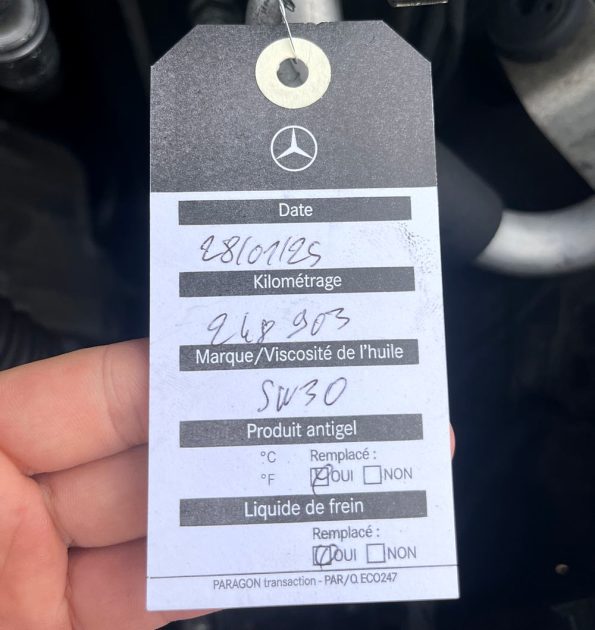 Date
28/01/25
Kilométrage
248 903
Marque/Viscosité de l'huile
5W30
Produit antigel
°C Remplacé :
°F OUI NON
Liquide de frein
Remplacé :
OUI NON
PARAGON transaction - PAR/O. ECO247